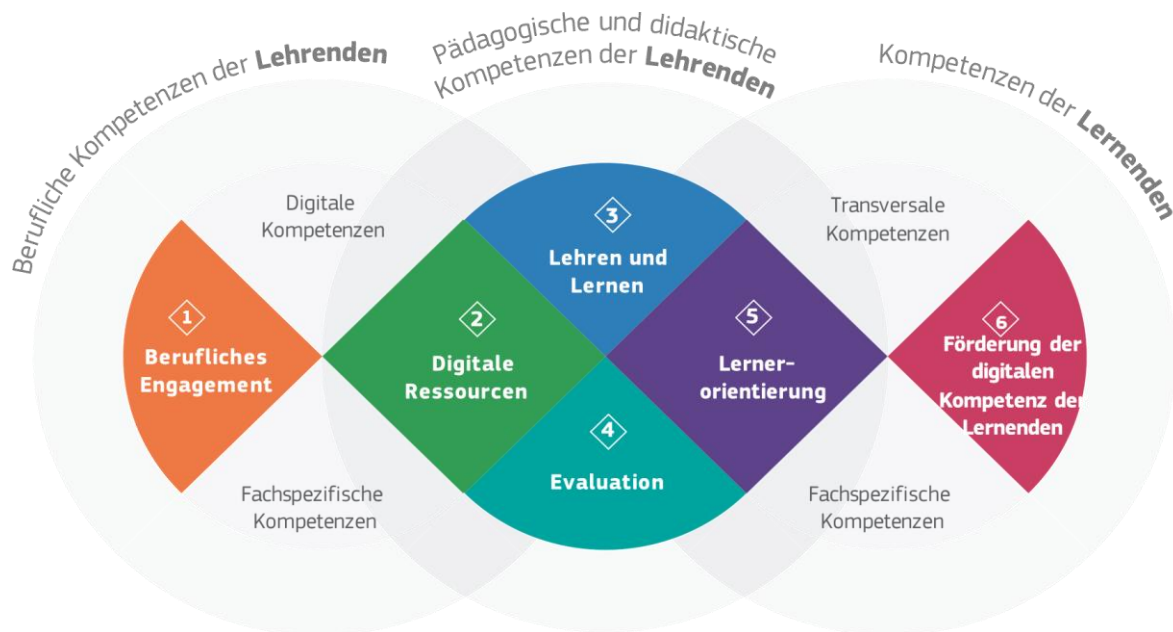 Berufliche Kompetenzen der Lehrenden
Pädagogische und didaktische
Kompetenzen der Lehrenden
Kompetenzen der Lernenden
Digitale
Kompetenzen
Transversale
Kompetenzen
1
Berufliches
Engagement
2
Digitale
Ressourcen
3
Lehren und
Lernen
4
Evaluation
5
Lerner-
orientierung
6
Förderung der
digitalen
Kompetenz der
Lernenden
Fachspezifische
Kompetenzen
Fachspezifische
Kompetenzen